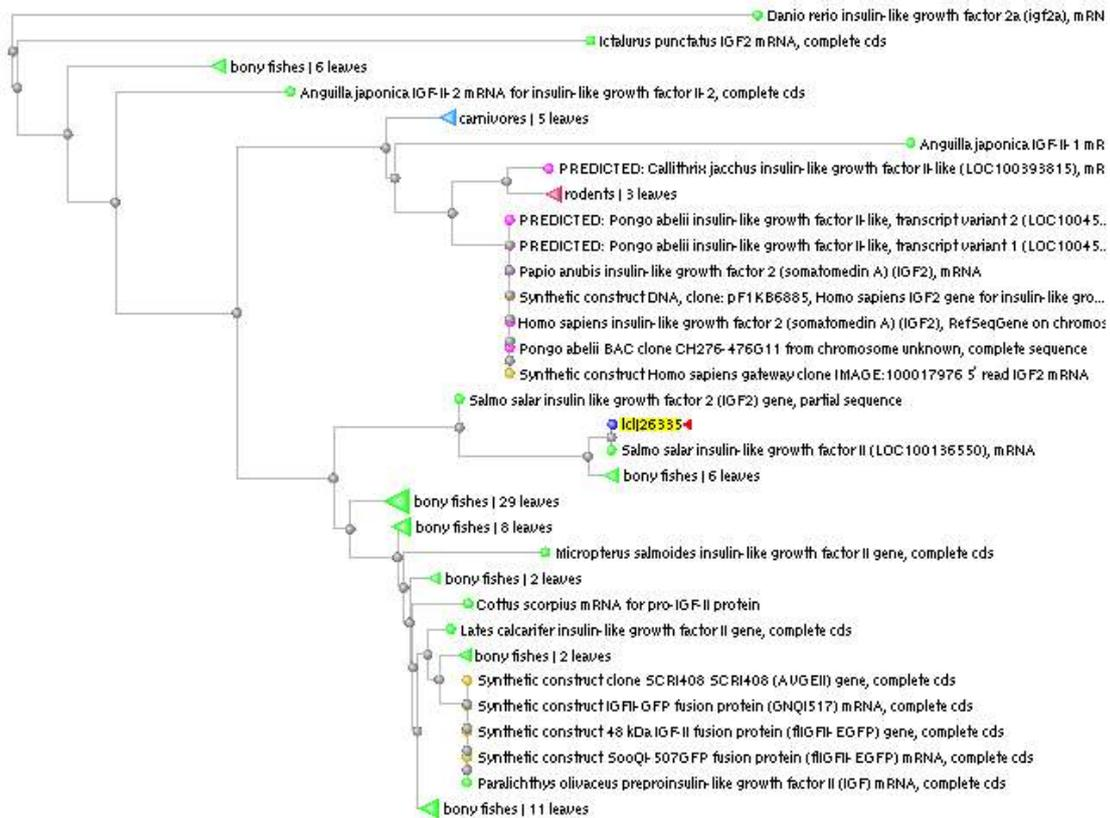 Danio rerio insulin-like growth factor 2a (igf2a), mRN
Ictalurus punctatus IGF2 mRNA, complete cds
bony fishes | 6 leaves
Anguilla japonica IGF-II-2 mRNA for insulin-like growth factor II-2, complete cds
carnivores | 5 leaves
Anguilla japonica IGF-II-1 mR
PREDICTED: Callithrix jacchus insulin-like growth factor II-like (LOC100393815), mR
rodents | 3 leaves
PREDICTED: Pongo abelii insulin-like growth factor II-like, transcript variant 2 (LOC10045...
PREDICTED: Pongo abelii insulin-like growth factor II-like, transcript variant 1 (LOC10045...
Papio anubis insulin-like growth factor 2 (somatomedin A) (IGF2), mRNA
Synthetic construct DNA, clone: pF1KB6885, Homo sapiens IGF2 gene for insulin-like gro...
Homo sapiens insulin-like growth factor 2 (somatomedin A) (IGF2), RefSeqGene on chromos
Pongo abelii BAC clone CH276-476G11 from chromosome unknown, complete sequence
Synthetic construct Homo sapiens gateway clone IMAGE:100017976 5' read IGF2 mRNA
Salmo salar insulin like growth factor 2 (IGF2) gene, partial sequence
lcl|26335
Salmo salar insulin-like growth factor II (LOC100136550), mRNA
bony fishes | 6 leaves
bony fishes | 29 leaves
bony fishes | 8 leaves
Micropterus salmoides insulin-like growth factor II gene, complete cds
bony fishes | 2 leaves
Cottus scorpius mRNA for pro-IGF-II protein
Lates calcarifer insulin-like growth factor II gene, complete cds
bony fishes | 2 leaves
Synthetic construct clone SCRI408 SCRI408 (AVGEII) gene, complete cds
Synthetic construct IGFII-GFP fusion protein (GNQI517) mRNA, complete cds
Synthetic construct 48 kDa IGF-II fusion protein (flIGFII-EGFP) gene, complete cds
Synthetic construct SooQI-507GFP fusion protein (flIGFII-EGFP) mRNA, complete cds
Paralichthys olivaceus preproinsulin-like growth factor II (IGF) mRNA, complete cds
bony fishes | 11 leaves